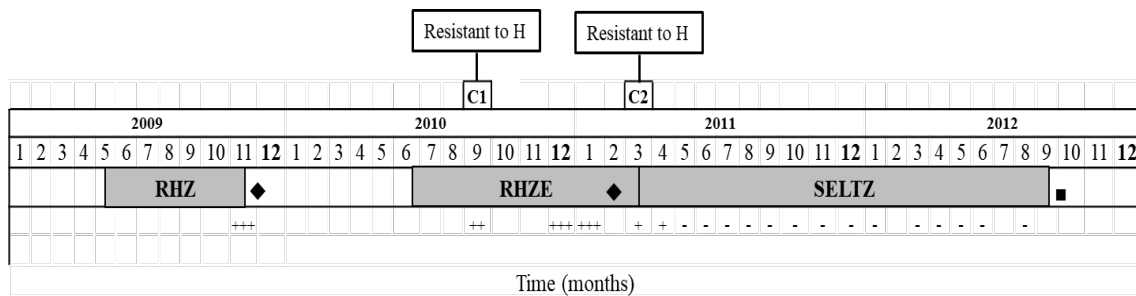 Resistant to H Resistant to H
C1 C2
2009 2010 2011 2012
1 2 3 4 5 6 7 8 9 10 11 12 1 2 3 4 5 6 7 8 9 10 11 12 1 2 3 4 5 6 7 8 9 10 11 12 1 2 3 4 5 6 7 8 9 10 11 12
RHZ ◆ RHZE ◆ SELTZ ■
+++ ++ +++ +++ + + - - - - - - - - - - - - - - - -
Time (months)